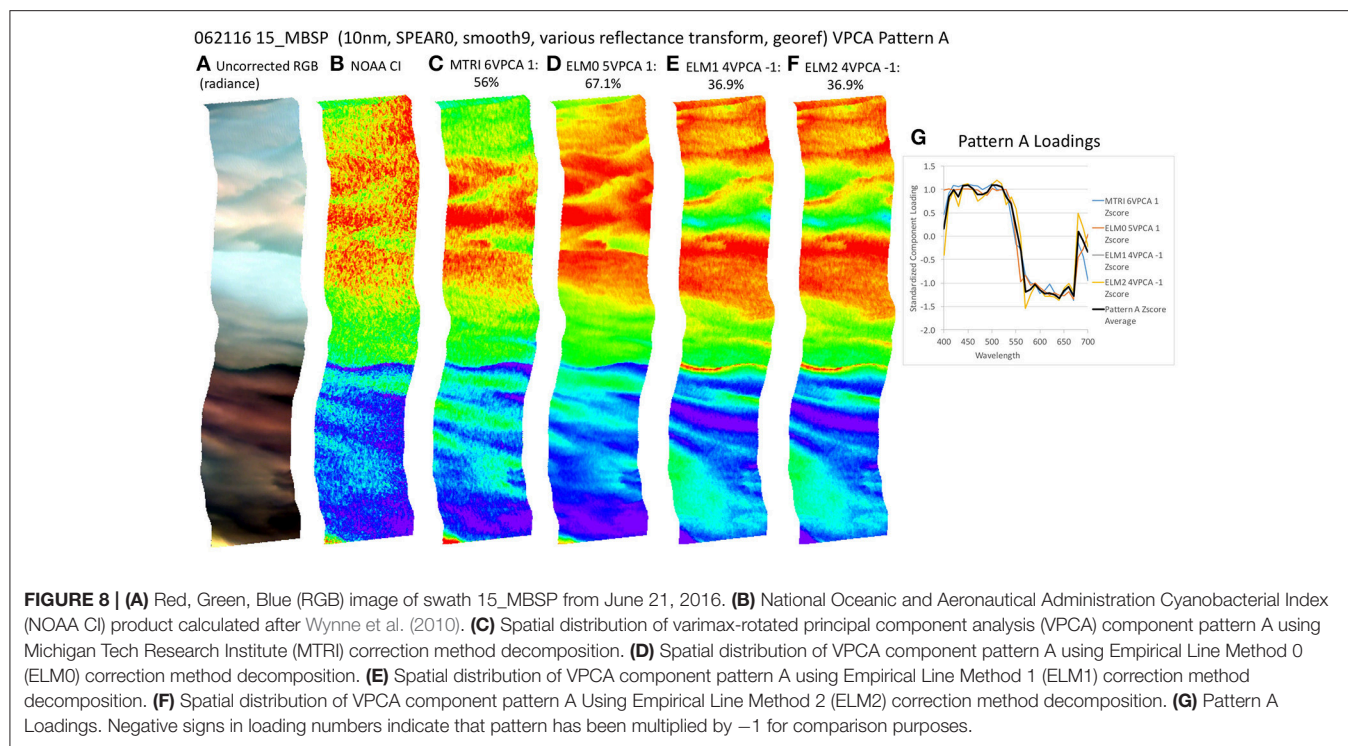 062116 15_MBSP (10nm, SPEAR0, smooth9, various reflectance transform, georef) VPCA Pattern A
A Uncorrected RGB
(radiance)
B NOAA CI
C MTRI 6VPCA 1:
56%
D ELM0 5VPCA 1:
67.1%
E ELM1 4VPCA -1:
36.9%
F ELM2 4VPCA -1:
36.9%
G Pattern A Loadings
Standardized Component Loading
1.5
1.0
0.5
0.0
-0.5
-1.0
-1.5
-2.0
400 450 500 550 600 650 700
Wavelength
MTRI 6VPCA 1
Zscore
ELM0 5VPCA 1
Zscore
ELM1 4VPCA -1
Zscore
ELM2 4VPCA -1
Zscore
Pattern A Zscore
Average
FIGURE 8 | (A) Red, Green, Blue (RGB) image of swath 15_MBSP from June 21, 2016. (B) National Oceanic and Aeronautical Administration Cyanobacterial Index
(NOAA CI) product calculated after Wynne et al. (2010). (C) Spatial distribution of varimax-rotated principal component analysis (VPCA) component pattern A using
Michigan Tech Research Institute (MTRI) correction method decomposition. (D) Spatial distribution of VPCA component pattern A using Empirical Line Method 0
(ELM0) correction method decomposition. (E) Spatial distribution of VPCA component pattern A using Empirical Line Method 1 (ELM1) correction method
decomposition. (F) Spatial distribution of VPCA component pattern A Using Empirical Line Method 2 (ELM2) correction method decomposition. (G) Pattern A
Loadings. Negative signs in loading numbers indicate that pattern has been multiplied by −1 for comparison purposes.